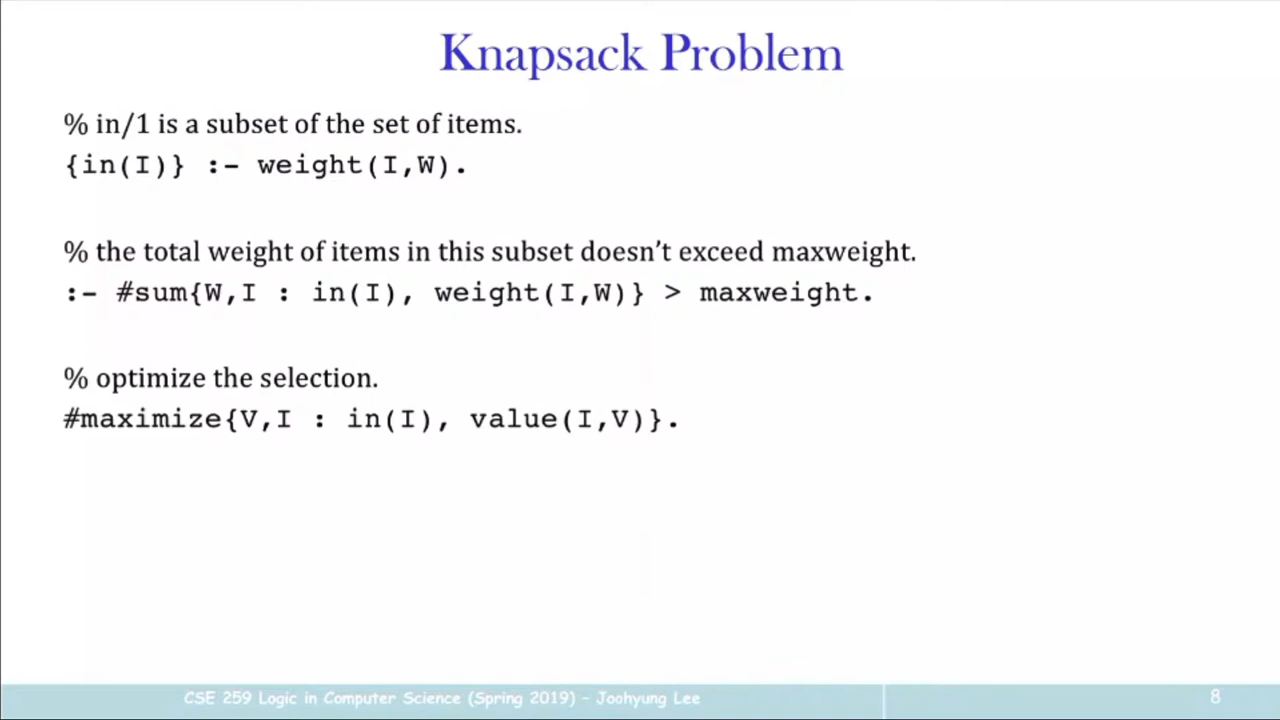 Knapsack Problem
% in/1 is a subset of the set of items.
{in(I)} :- weight(I,W).
% the total weight of items in this subset doesn’t exceed maxweight.
:- #sum{W,I : in(I), weight(I,W)} > maxweight.
% optimize the selection.
#maximize{V,I : in(I), value(I,V)}.
CSE 259 Logic in Computer Science (Spring 2019) – Joohyung Lee
8